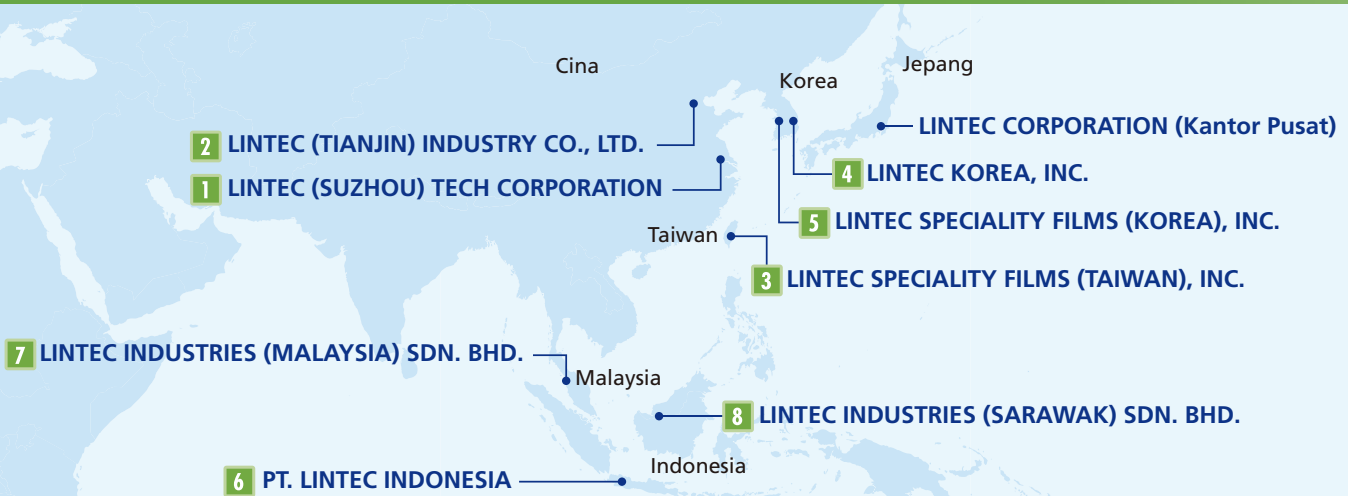 Cina
Jepang
Korea
2 LINTEC (TIANJIN) INDUSTRY CO., LTD.
LINTEC CORPORATION (Kantor Pusat)
1 LINTEC (SUZHOU) TECH CORPORATION
4 LINTEC KOREA, INC.
5 LINTEC SPECIALITY FILMS (KOREA), INC.
Taiwan
3 LINTEC SPECIALITY FILMS (TAIWAN), INC.
7 LINTEC INDUSTRIES (MALAYSIA) SDN. BHD.
Malaysia
8 LINTEC INDUSTRIES (SARAWAK) SDN. BHD.
Indonesia
6 PT. LINTEC INDONESIA